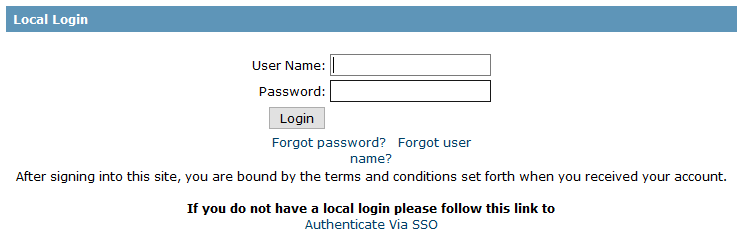 Local Login
User Name:
Password:
Login
Forgot password? Forgot user
name?
After signing into this site, you are bound by the terms and conditions set forth when you received your account.
If you do not have a local login please follow this link to
Authenticate Via SSO